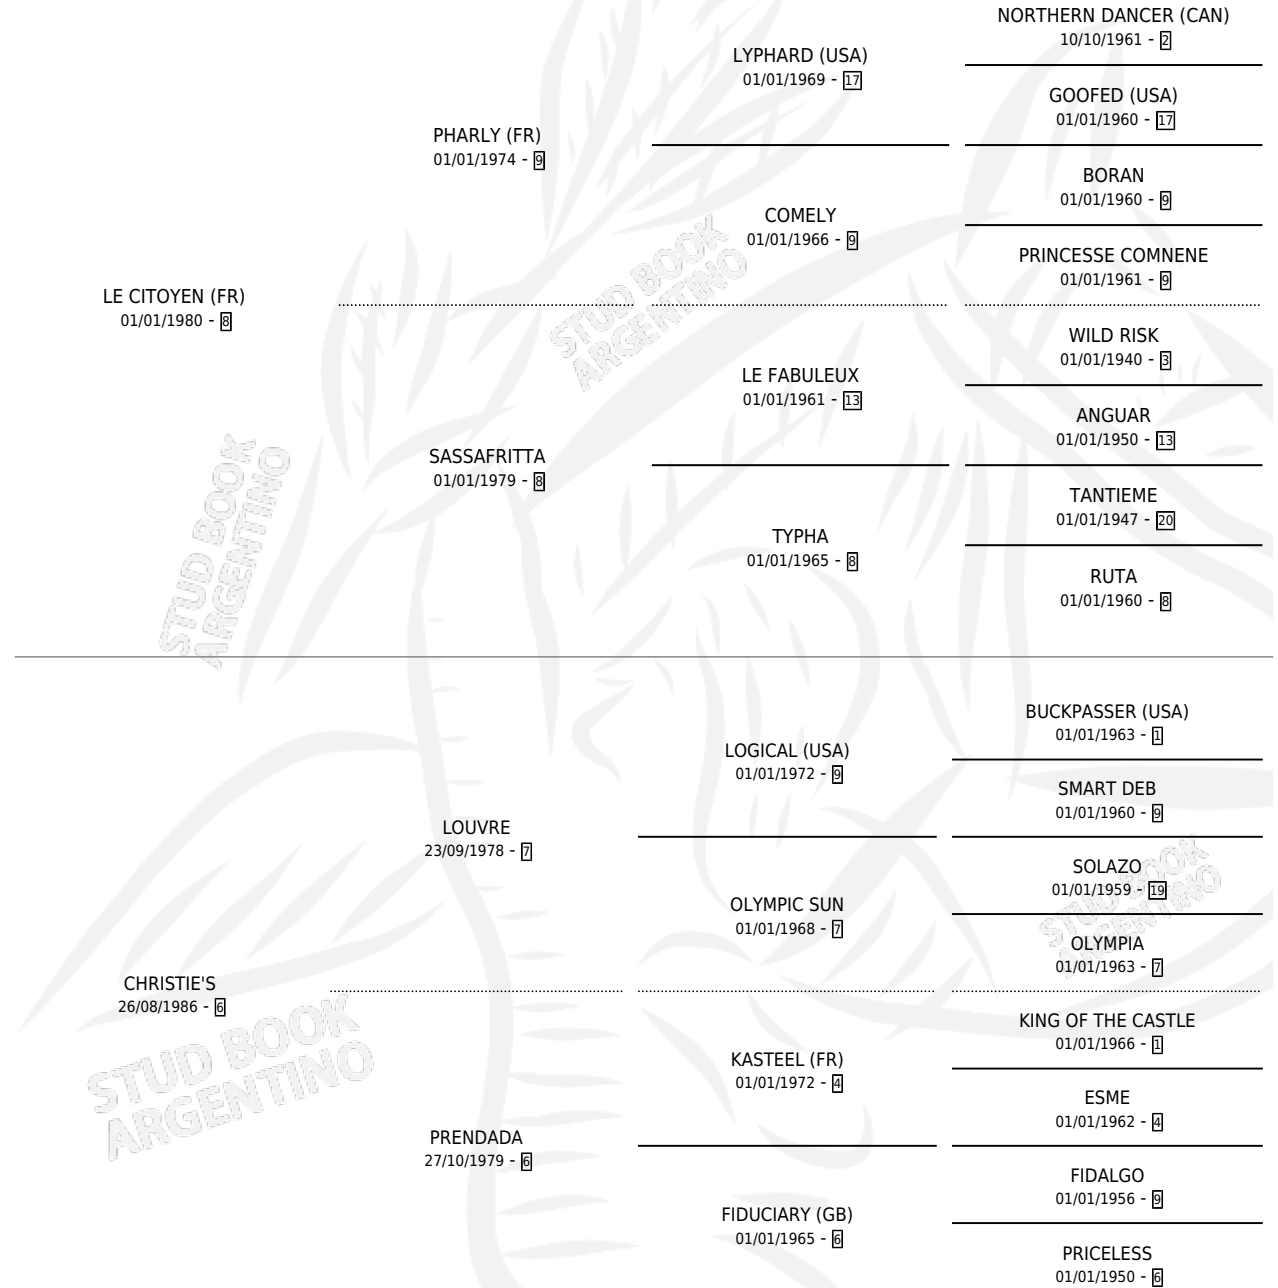 NORTHERN DANCER (CAN)
10/10/1961 - 2
LYPHARD (USA)
01/01/1969 - 17
GOOFED (USA)
01/01/1960 - 17
PHARLY (FR)
01/01/1974 - 9
BORAN
01/01/1960 - 9
COMELY
01/01/1966 - 9
PRINCESSE COMNENE
01/01/1961 - 9
LE CITOYEN (FR)
01/01/1980 - 8
WILD RISK
01/01/1940 - 3
LE FABULEUX
01/01/1961 - 13
ANGUAR
01/01/1950 - 13
SASSAFRITTA
01/01/1979 - 8
TANTIEME
01/01/1947 - 20
TYPHA
01/01/1965 - 8
RUTA
01/01/1960 - 8
BUCKPASSER (USA)
01/01/1963 - 1
LOGICAL (USA)
01/01/1972 - 9
SMART DEB
01/01/1960 - 9
LOUVRE
23/09/1978 - 7
SOLAZO
01/01/1959 - 19
OLYMPIC SUN
01/01/1968 - 7
OLYMPIA
01/01/1963 - 7
CHRISTIE'S
26/08/1986 - 6
KING OF THE CASTLE
01/01/1966 - 1
KASTEEL (FR)
01/01/1972 - 4
ESME
01/01/1962 - 4
PRENDADA
27/10/1979 - 6
FIDALGO
01/01/1956 - 9
FIDUCIARY (GB)
01/01/1965 - 6
PRICELESS
01/01/1950 - 6
STUD BOOK
ARGENTINO
STUD BOOK
ARGENTINO
STUD BOOK
ARGENTINO
STUD BOOK
ARGENTINO